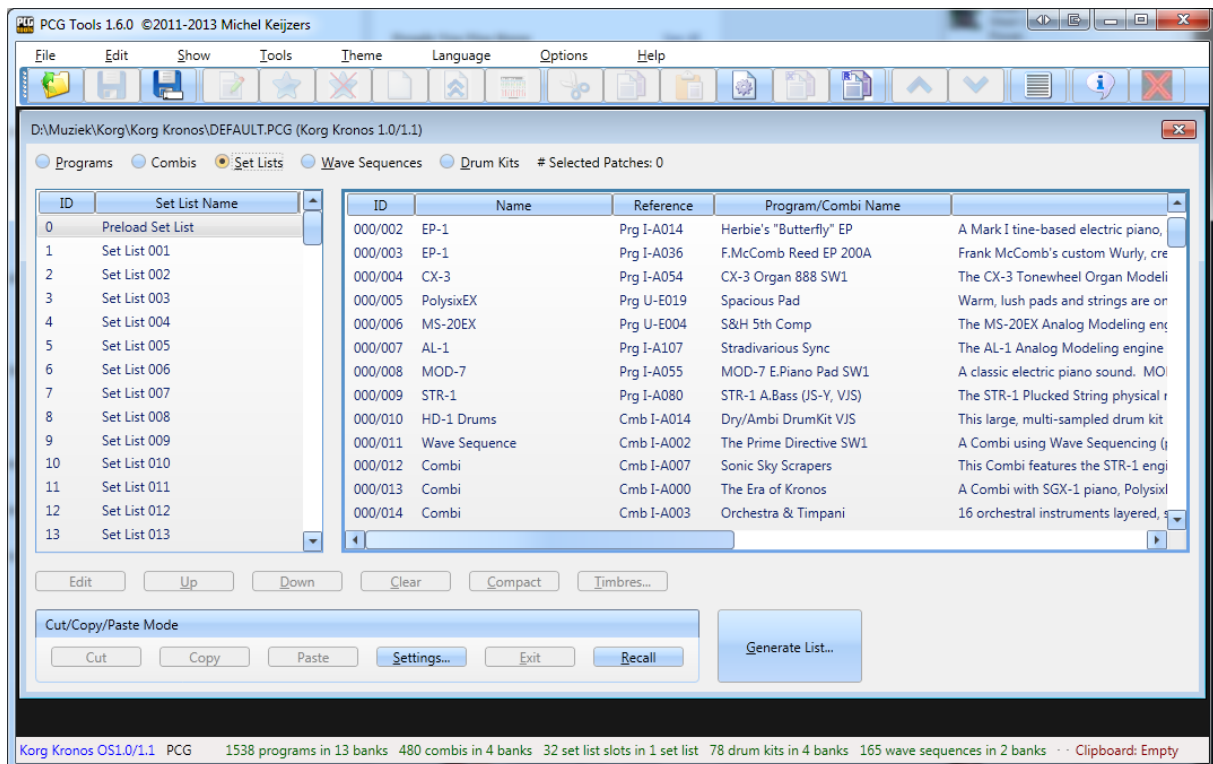 PCG Tools 1.6.0 ©2011-2013 Michel Keijzers
File Edit Show Tools Theme Language Options Help
D:\Muziek\Korg\Korg Kronos\DEFAULT.PCG (Korg Kronos 1.0/1.1)
Programs Combis Set Lists Wave Sequences Drum Kits # Selected Patches: 0
ID Set List Name
0 Preload Set List
1 Set List 001
2 Set List 002
3 Set List 003
4 Set List 004
5 Set List 005
6 Set List 006
7 Set List 007
8 Set List 008
9 Set List 009
10 Set List 010
11 Set List 011
12 Set List 012
13 Set List 013
ID Name Reference Program/Combi Name
000/002 EP-1 Prg I-A014 Herbie's "Butterfly" EP A Mark I tine-based electric piano,
000/003 EP-1 Prg I-A036 F.McComb Reed EP 200A Frank McComb's custom Wurly, cre
000/004 CX-3 Prg I-A054 CX-3 Organ 888 SW1 The CX-3 Tonewheel Organ Modeli
000/005 PolysixEX Prg U-E019 Spacious Pad Warm, lush pads and strings are on
000/006 MS-20EX Prg U-E004 S&H 5th Comp The MS-20EX Analog Modeling eng
000/007 AL-1 Prg I-A107 Stradivarious Sync The AL-1 Analog Modeling engine
000/008 MOD-7 Prg I-A055 MOD-7 E.Piano Pad SW1 A classic electric piano sound. MO
000/009 STR-1 Prg I-A080 STR-1 A.Bass (JS-Y, VJS) The STR-1 Plucked String physical
000/010 HD-1 Drums Cmb I-A014 Dry/Ambi DrumKit VJS This large, multi-sampled drum kit
000/011 Wave Sequence Cmb I-A002 The Prime Directive SW1 A Combi using Wave Sequencing (
000/012 Combi Cmb I-A007 Sonic Sky Scrapers This Combi features the STR-1 engi
000/013 Combi Cmb I-A000 The Era of Kronos A Combi with SGX-1 piano, Polysix
000/014 Combi Cmb I-A003 Orchestra & Timpani 16 orchestral instruments layered, s
Edit Up Down Clear Compact Timbres...
Cut/Copy/Paste Mode
Cut Copy Paste Settings... Exit Recall
Generate List...
Korg Kronos OS1.0/1.1 PCG 1538 programs in 13 banks 480 combis in 4 banks 32 set list slots in 1 set list 78 drum kits in 4 banks 165 wave sequences in 2 banks Clipboard: Empty